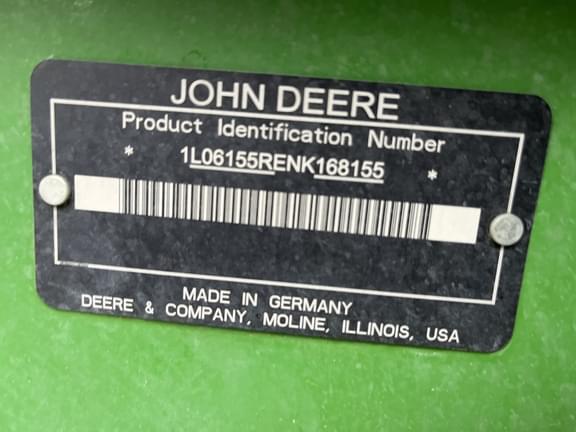 JOHN DEERE
Product Identification Number
* 1L06155RENK168155 *
MADE IN GERMANY
DEERE & COMPANY, MOLINE, ILLINOIS, USA